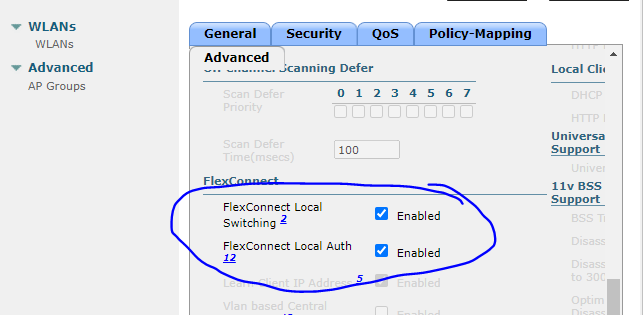 WLANs
WLANs
Advanced
AP Groups
General
Security
QoS
Policy-Mapping
Advanced
Off Channel Scanning Defer
Scan Defer
Priority
0 1 2 3 4 5 6 7
Scan Defer
Time(msecs)
100
FlexConnect
FlexConnect Local
Switching 2
Enabled
FlexConnect Local Auth
12
Enabled
Learn Client IP Address 5
Enabled
Vlan based Central
Enabled
HTTP
Local Clie
DHCP
HTTP
Universa
Support
Univer
11v BSS
Support
BSS T
Disass
Disass
to 300
Optim
Disass